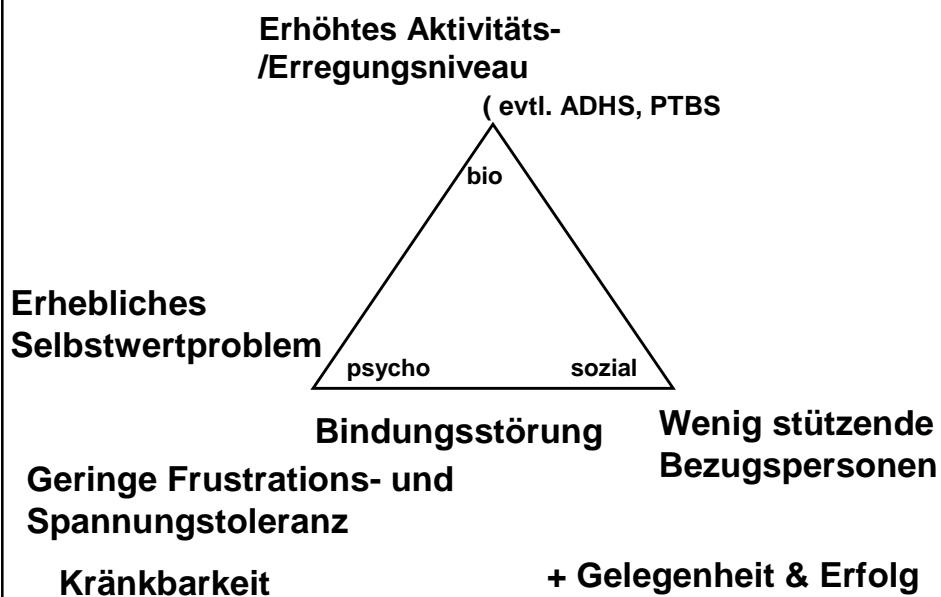 Erhöhtes Aktivitäts-
/Erregungsniveau
( evtl. ADHS, PTBS
bio
Erhebliches
Selbstwertproblem
psycho
sozial
Bindungsstörung
Wenig stützende
Bezugspersonen
Geringe Frustrations- und
Spannungstoleranz
Kränkbarkeit
+ Gelegenheit & Erfolg